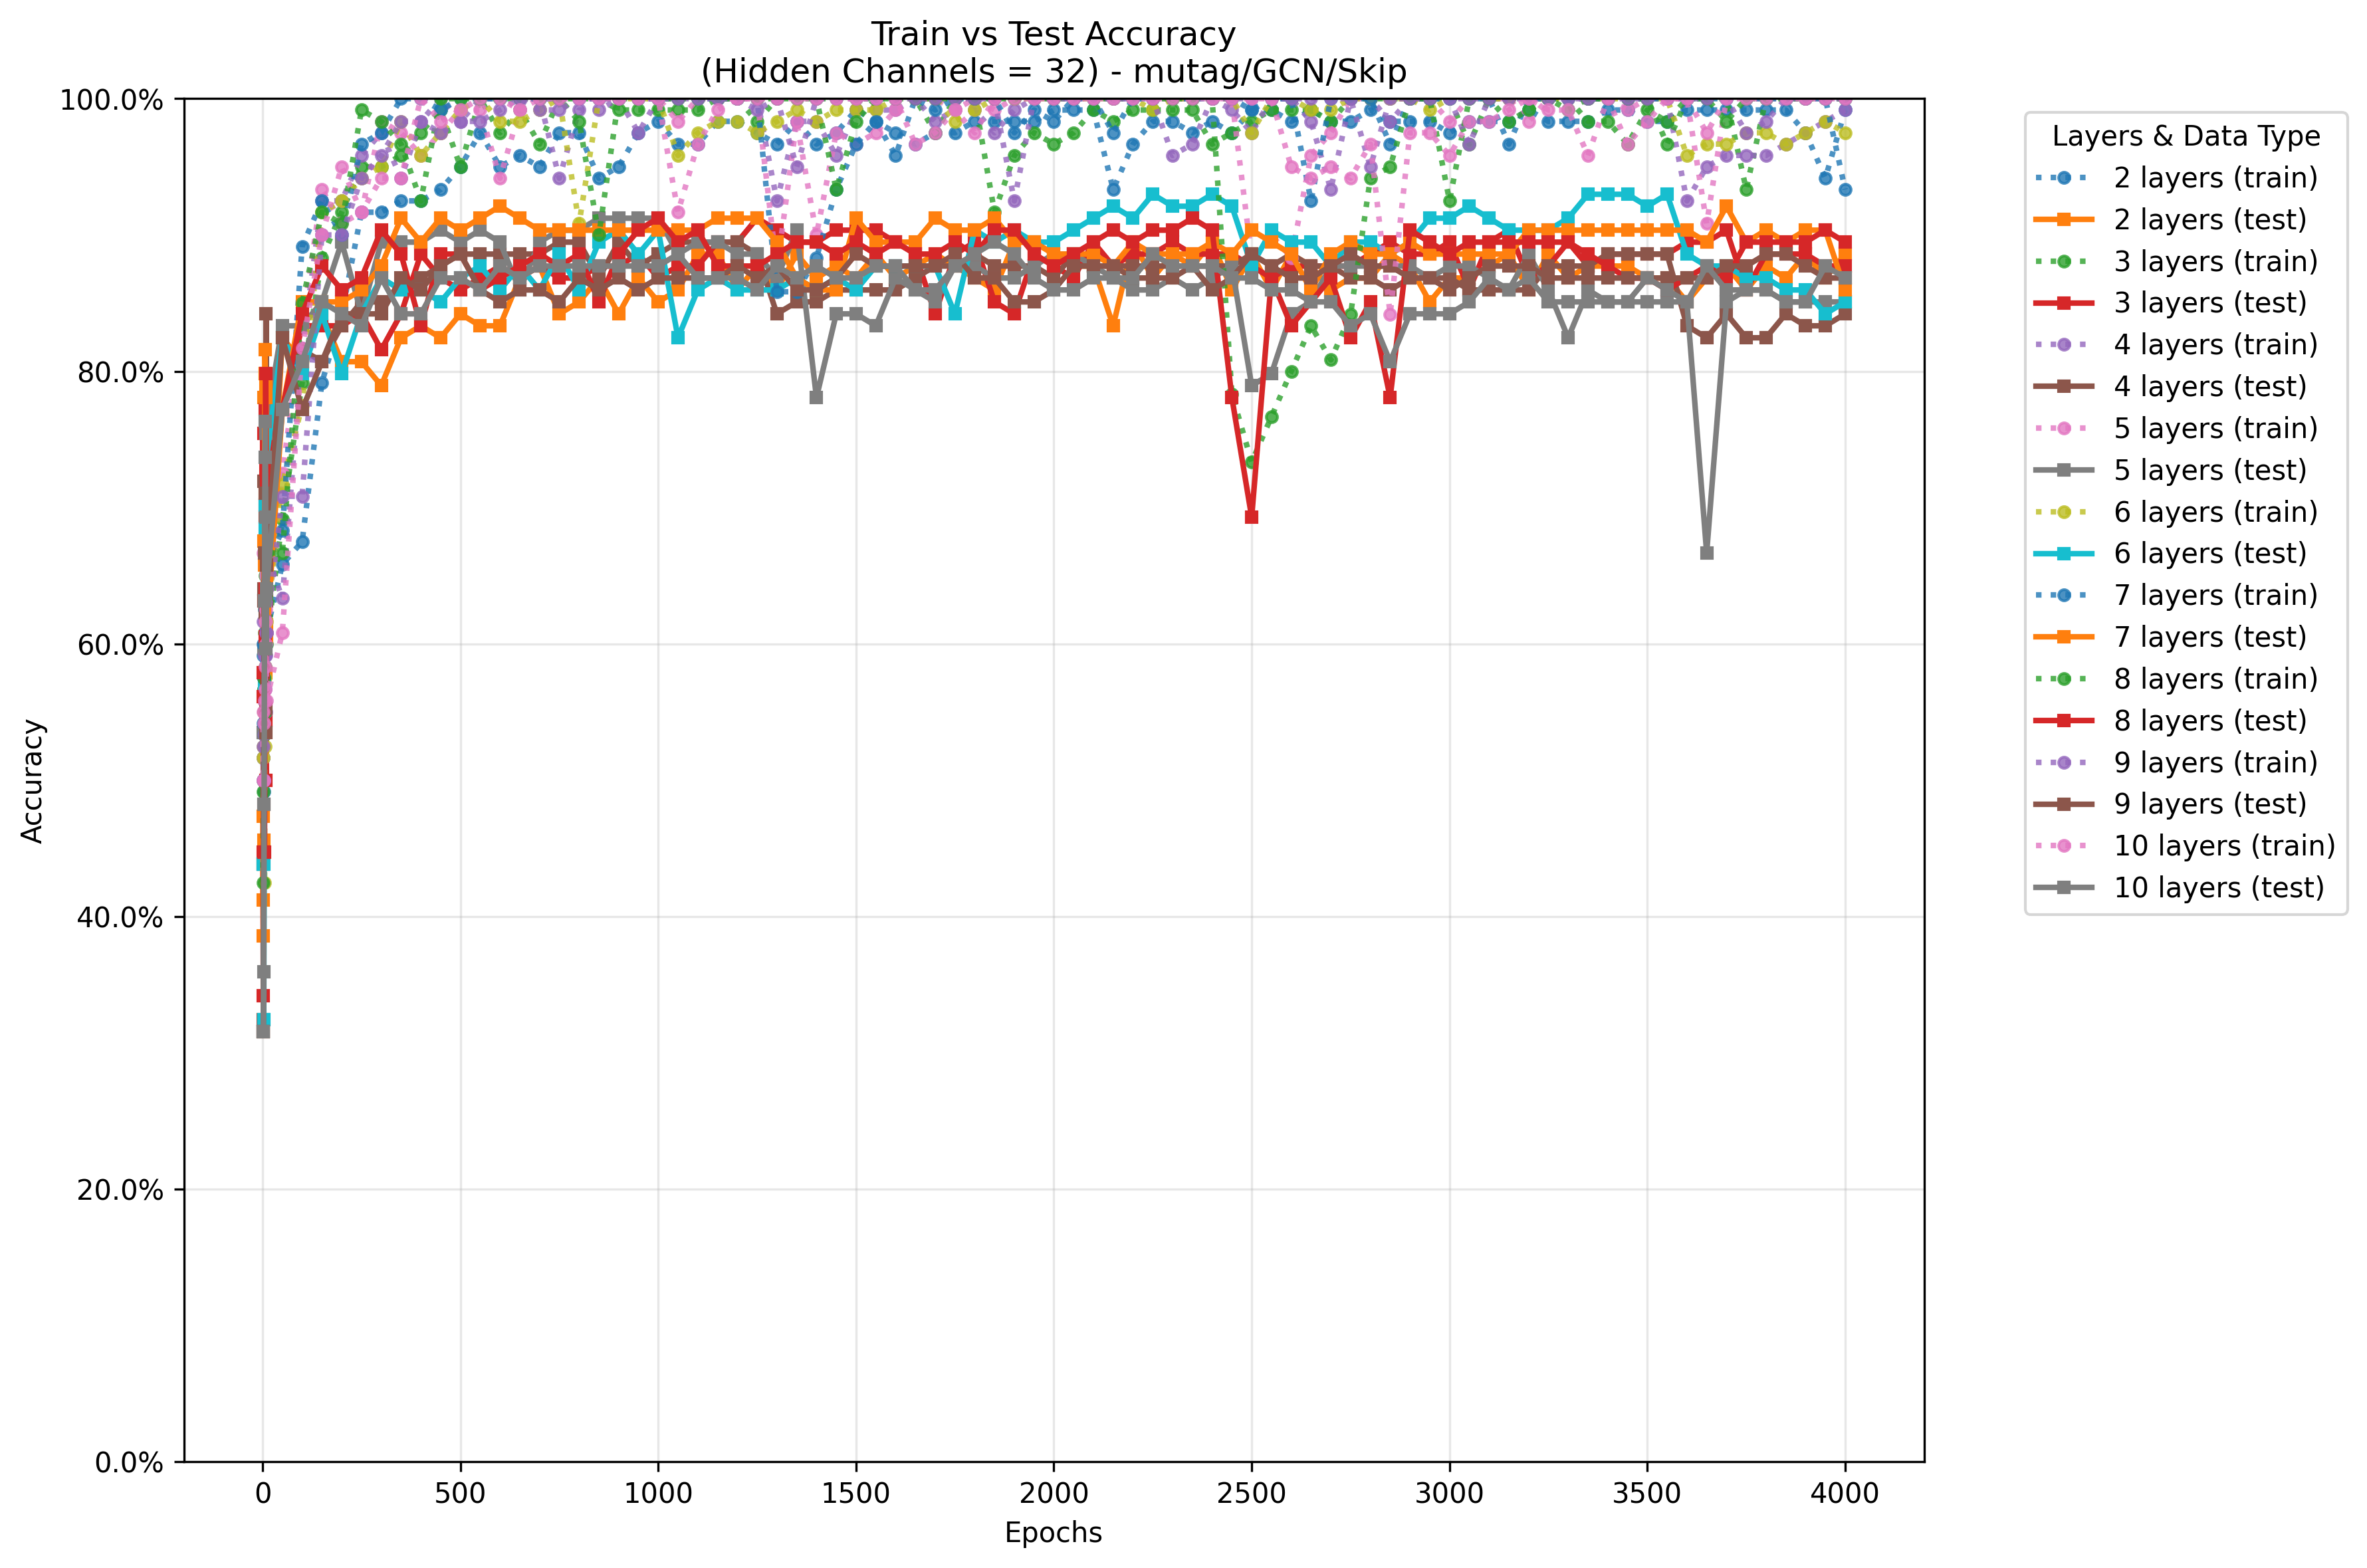 Train vs Test Accuracy
(Hidden Channels = 32) - mutag/GCN/Skip
100.0%
80.0%
60.0%
40.0%
20.0%
0.0%
Accuracy
0
500
1000
1500
2000
2500
3000
3500
4000
Epochs
Layers & Data Type
2 layers (train)
2 layers (test)
3 layers (train)
3 layers (test)
4 layers (train)
4 layers (test)
5 layers (train)
5 layers (test)
6 layers (train)
6 layers (test)
7 layers (train)
7 layers (test)
8 layers (train)
8 layers (test)
9 layers (train)
9 layers (test)
10 layers (train)
10 layers (test)